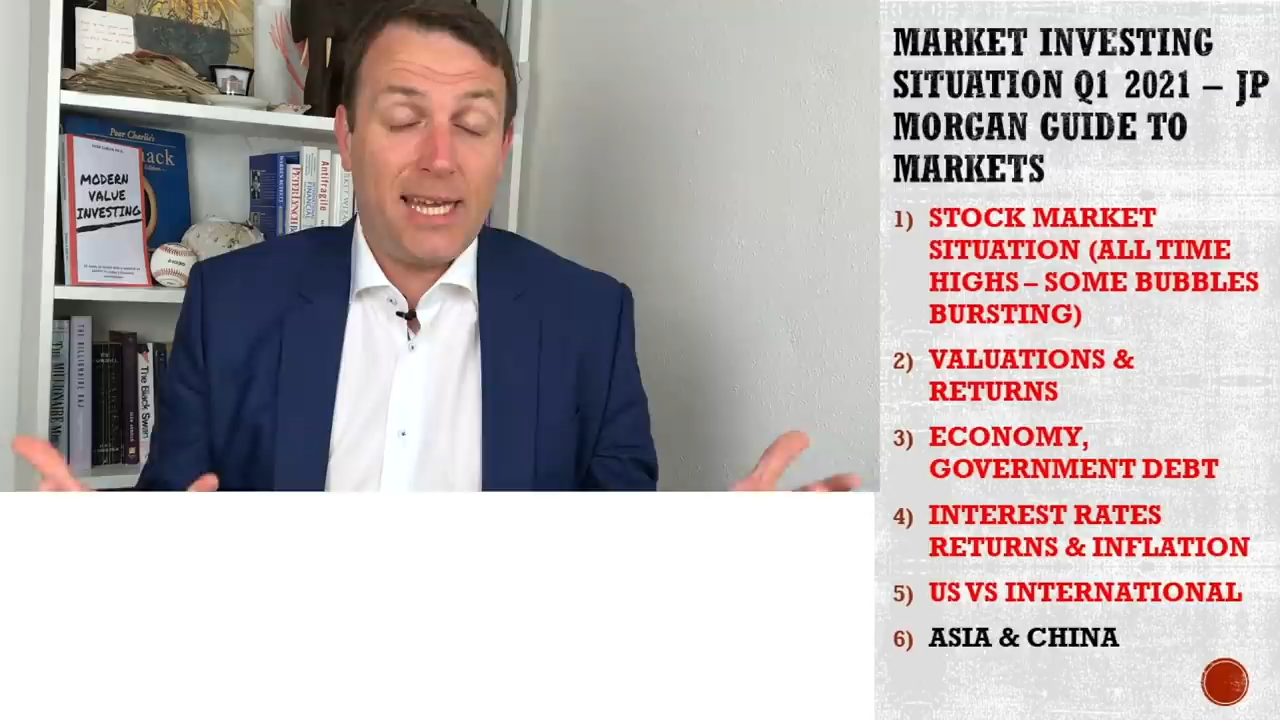 MARKET INVESTING
SITUATION Q1 2021 – JP
MORGAN GUIDE TO
MARKETS
1) STOCK MARKET
SITUATION (ALL TIME
HIGHS – SOME BUBBLES
BURSTING)
2) VALUATIONS &
RETURNS
3) ECONOMY,
GOVERNMENT DEBT
4) INTEREST RATES
RETURNS & INFLATION
5) US VS INTERNATIONAL
6) ASIA & CHINA
Poor Charlie's
MODERN
VALUE
INVESTING
Antifragile
The Black Swan